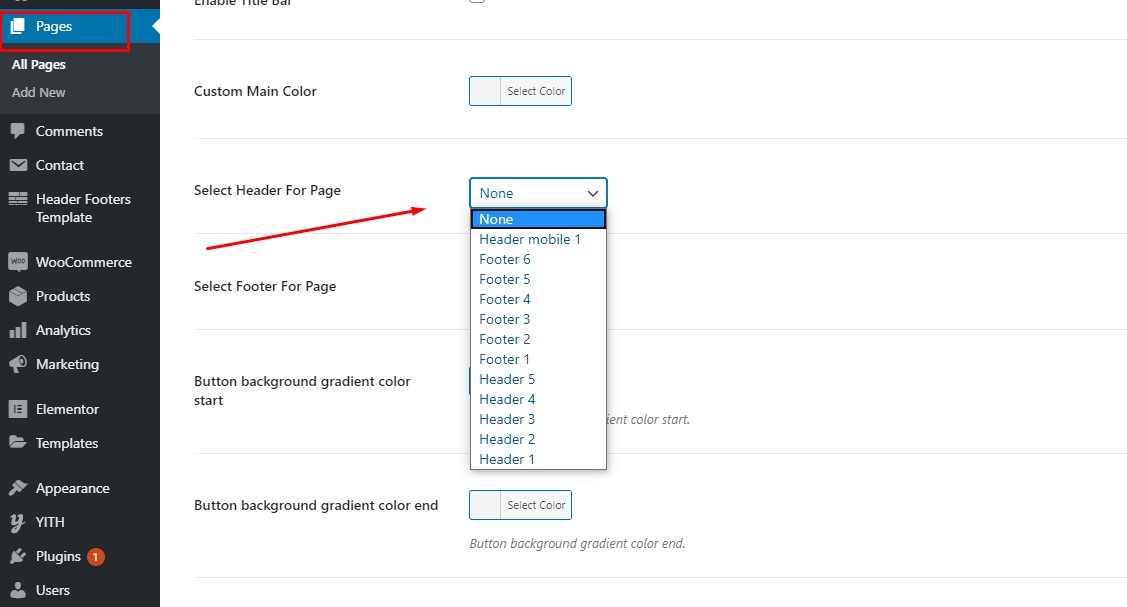 Pages
All Pages
Add New
Comments
Contact
Header Footers
Template
WOO
WooCommerce
Products
Analytics
Marketing
Elementor
Templates
Appearance
YITH
Plugins 1
Users
Enable Title Bar
Custom Main Color
Select Color
Select Header For Page
None
None
Header mobile 1
Footer 6
Footer 5
Footer 4
Footer 3
Footer 2
Footer 1
Header 5
Header 4
Header 3
Header 2
Header 1
Select Footer For Page
Button background gradient color
start
ient color start.
Button background gradient color end
Select Color
Button background gradient color end.